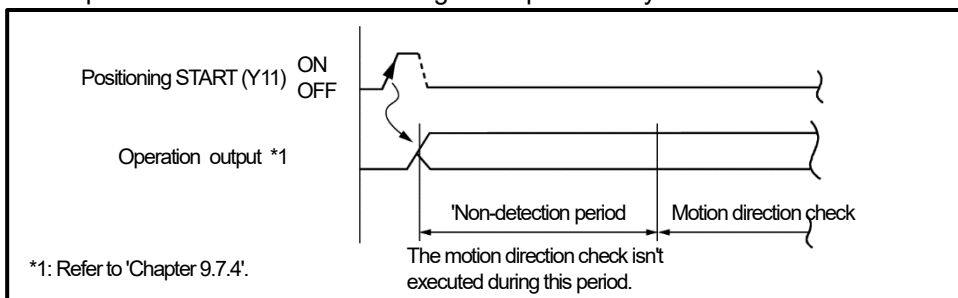 Positioning START (Y11) ON
OFF
Operation output *1
'Non-detection period
Motion direction check
The motion direction check isn't
executed during this period.
*1: Refer to 'Chapter 9.7.4'.